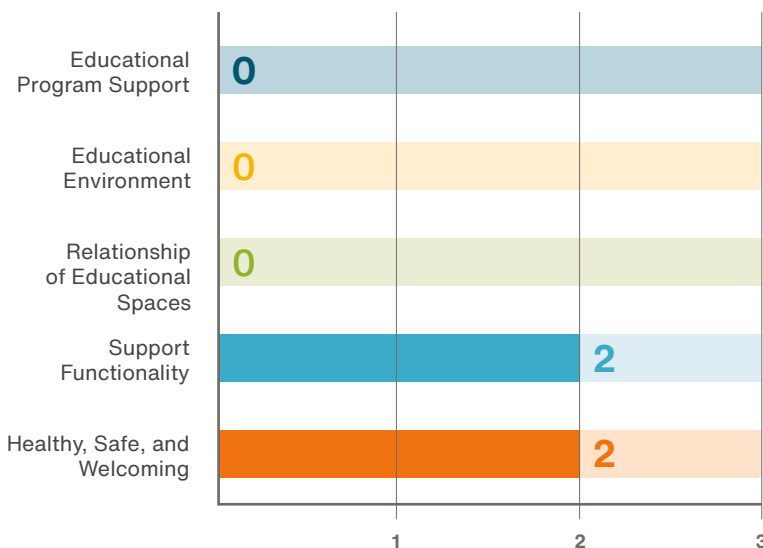 Educational
Program Support
0
Educational
Environment
0
Relationship
of Educational
Spaces
0
Support
Functionality
2
Healthy, Safe, and
Welcoming
2
1
2
3